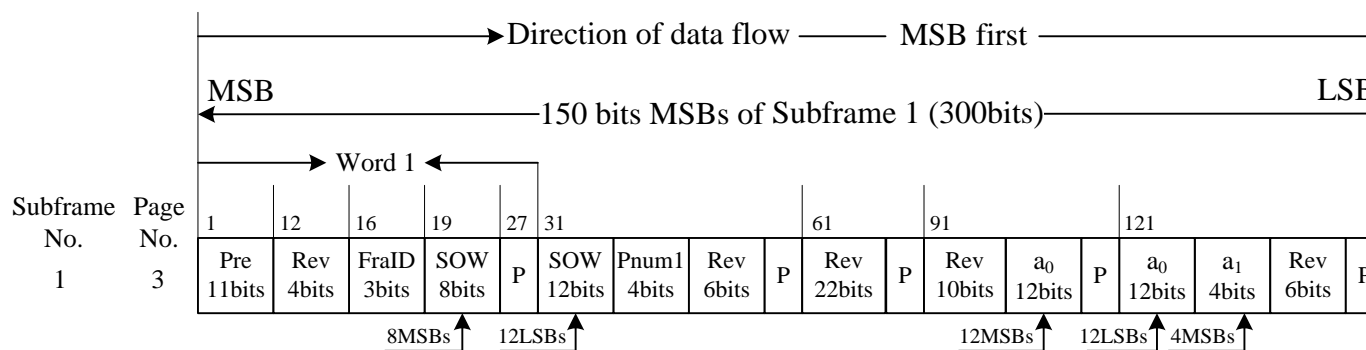 Direction of data flow MSB first
MSB LSB
150 bits MSBs of Subframe 1 (300bits)
Word 1
Subframe No. Page No.
1 12 16 19 27 31 61 91 121
1 3
Pre 11bits
Rev 4bits
FraID 3bits
SOW 8bits
P
SOW 12bits
Pnum1 4bits
Rev 6bits
P
Rev 22bits
P
Rev 10bits
a₀ 12bits
P
a₀ 12bits
a₁ 4bits
Rev 6bits
P
8MSBs 12LSBs 12MSBs 12LSBs 4MSBs